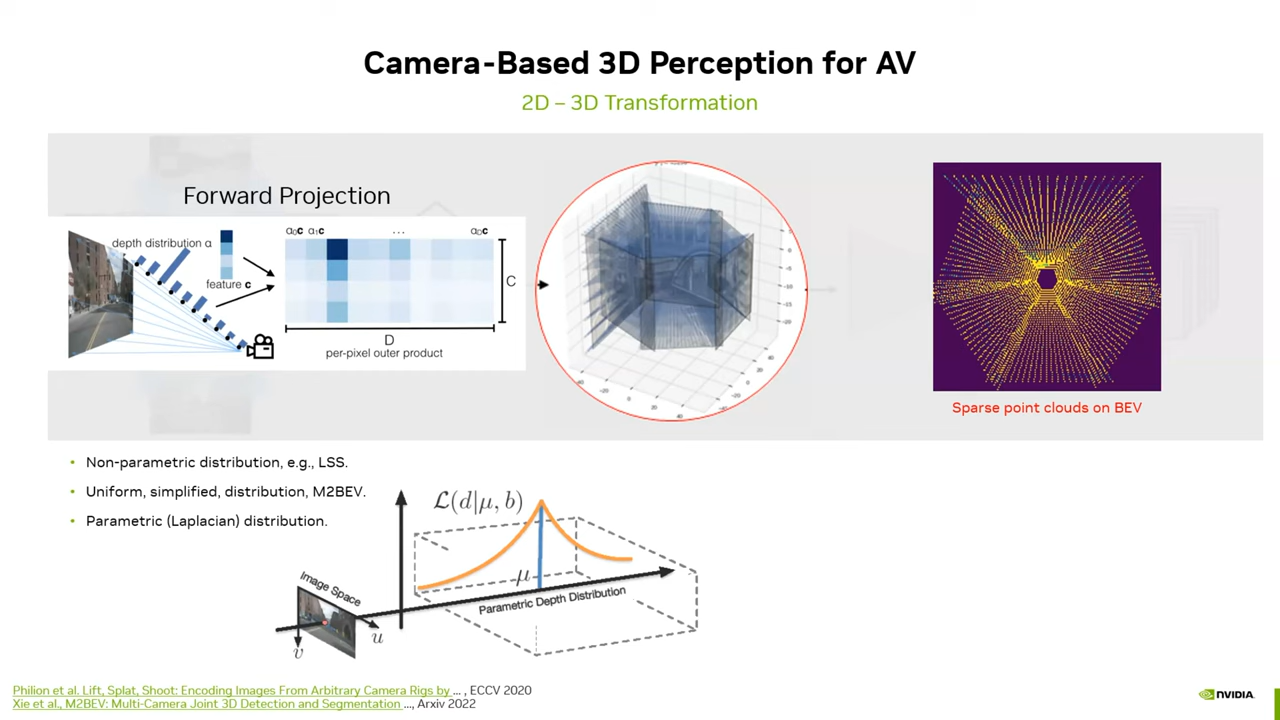 Camera-Based 3D Perception for AV
2D – 3D Transformation
Forward Projection
depth distribution α
feature c
α₀c α₁c ... α_Dc
C
D
per-pixel outer product
Sparse point clouds on BEV
• Non-parametric distribution, e.g., LSS.
• Uniform, simplified, distribution, M2BEV.
• Parametric (Laplacian) distribution.
ℒ(d|μ, b)
μ
Parametric Depth Distribution
Image Space
u
v
Philion et al. Lift, Splat, Shoot: Encoding Images From Arbitrary Camera Rigs by ... , ECCV 2020
Xie et al., M2BEV: Multi-Camera Joint 3D Detection and Segmentation ..., Arxiv 2022
NVIDIA.